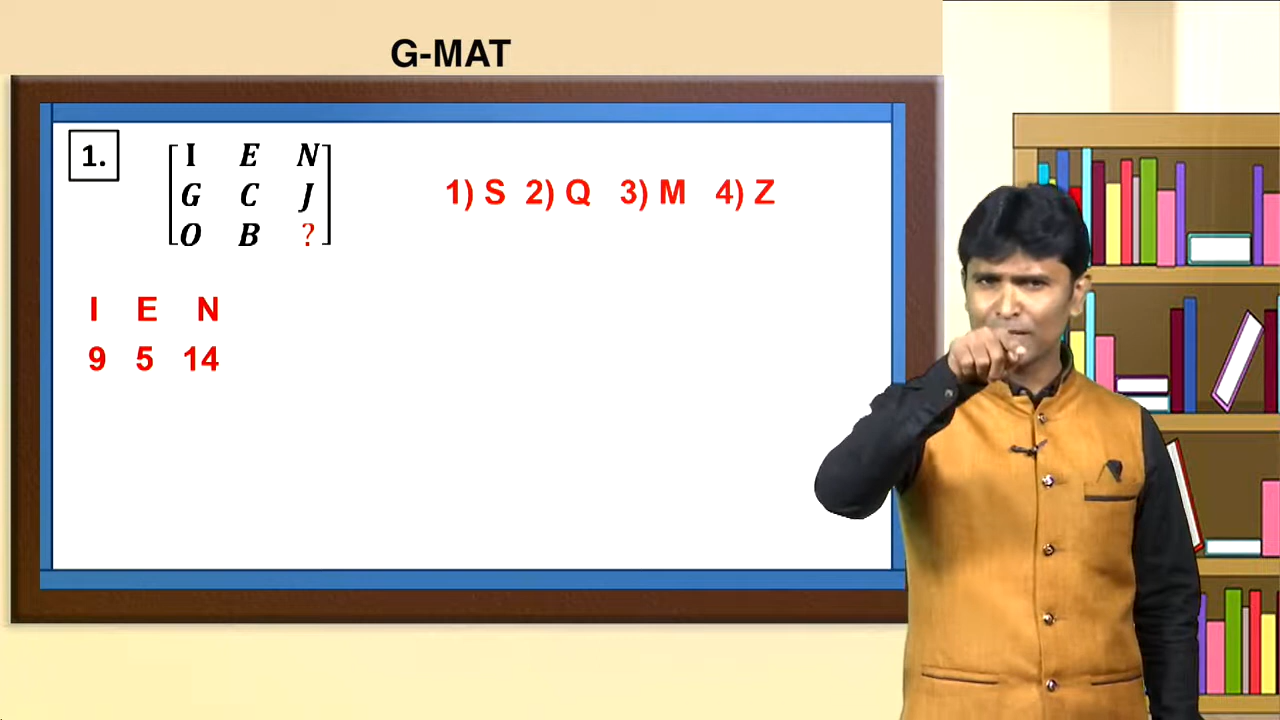 G-MAT
1.
I E N
G C J
O B ?
1) S 2) Q 3) M 4) Z
I E N
9 5 14